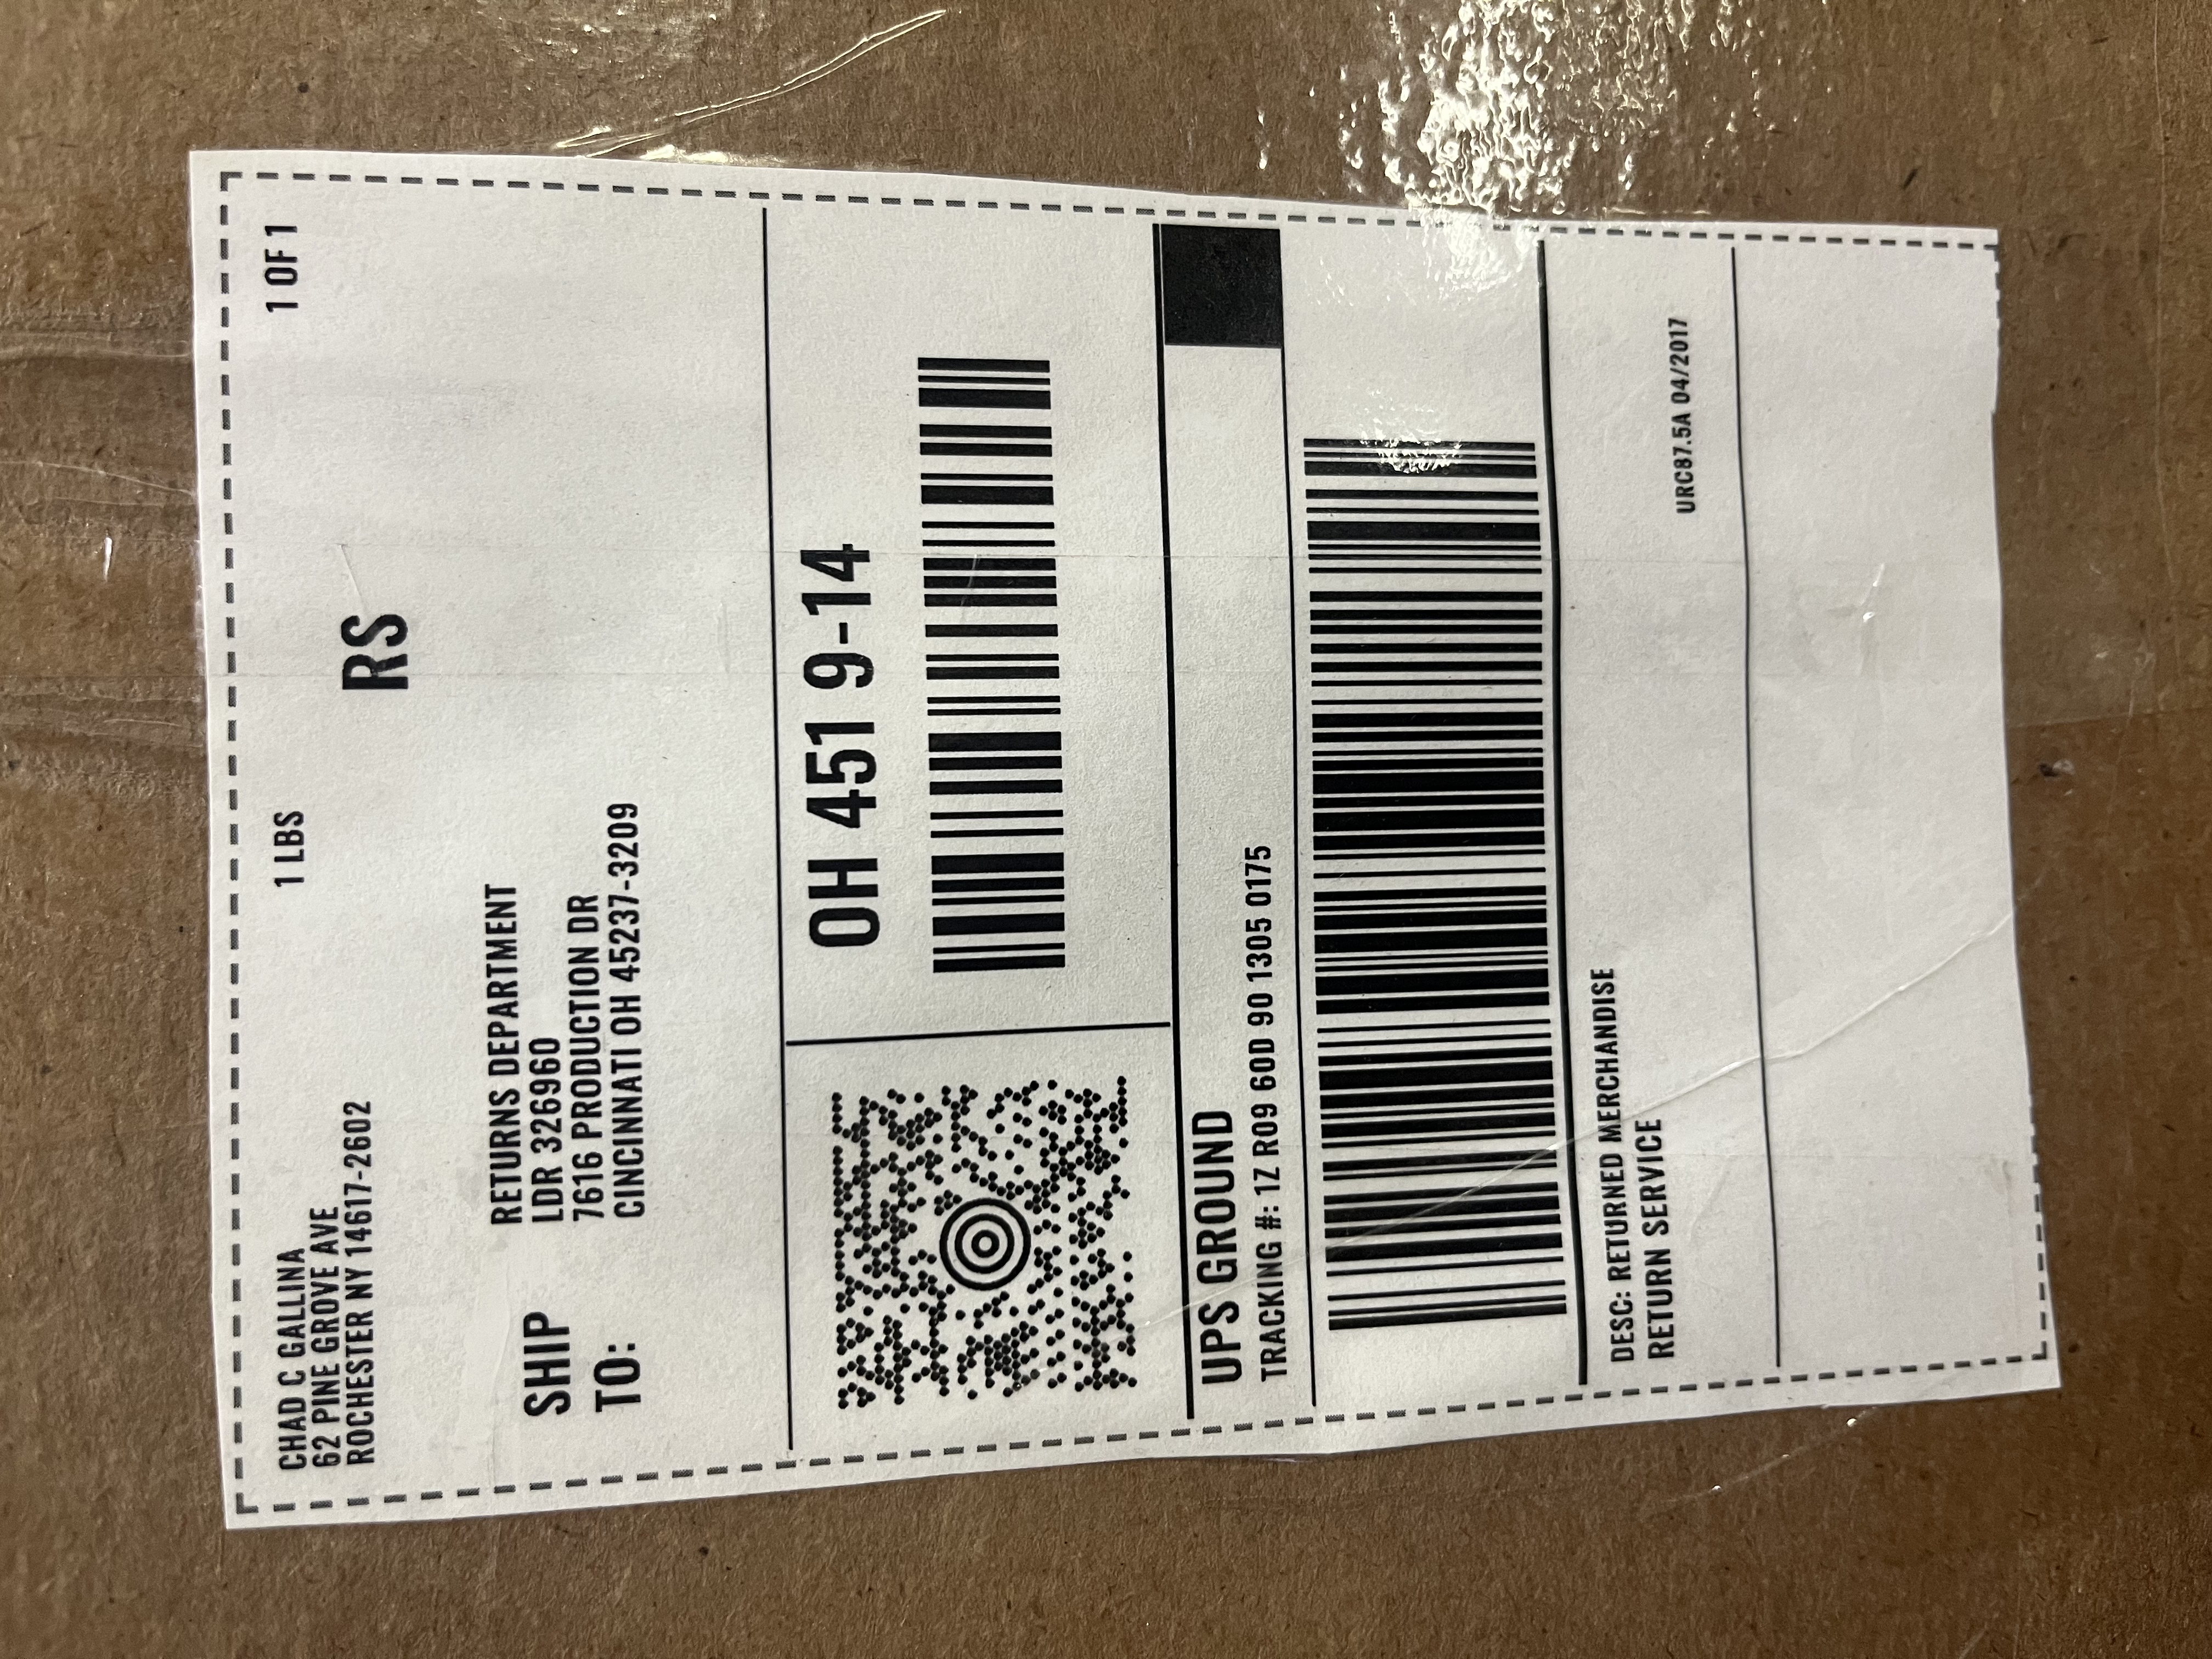 CHAD C GALLINA
62 PINE GROVE AVE
ROCHESTER NY 14617-2602
1 LBS
1 OF 1
RS
SHIP
TO:
RETURNS DEPARTMENT
LDR 326960
7616 PRODUCTION DR
CINCINNATI OH 45237-3209
OH 451 9-14
UPS GROUND
TRACKING #: 1Z R09 60D 90 1305 0175
DESC: RETURNED MERCHANDISE
RETURN SERVICE
URC87.5A 04/2017